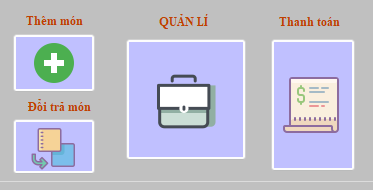 Thêm món
QUẢN LÍ
Thanh toán
Đổi trả món